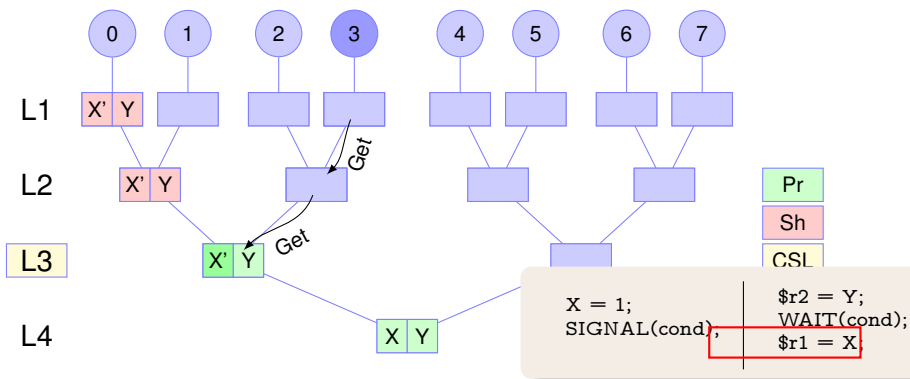 0 1 2 3 4 5 6 7
L1 X' Y
Get
L2 X' Y Pr
Sh
Get
L3 X' Y CSL
X = 1; $r2 = Y;
SIGNAL(cond); WAIT(cond);
$r1 = X;
L4 X Y